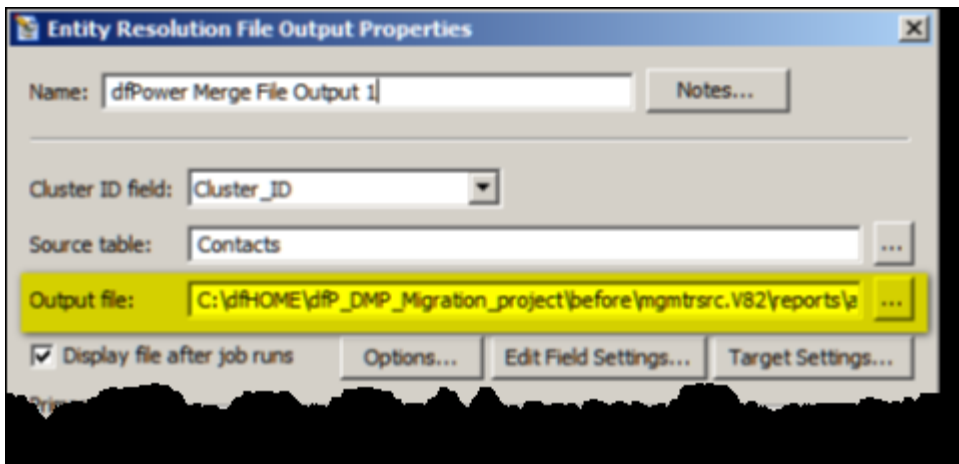 Entity Resolution File Output Properties
Name: dfPower Merge File Output 1 Notes...
Cluster ID field: Cluster_ID
Source table: Contacts ...
Output file: C:\dfHOME\dfP_DMP_Migration_project\before\mgmtrsrc.V82\reports\a ...
Display file after job runs Options... Edit Field Settings... Target Settings...